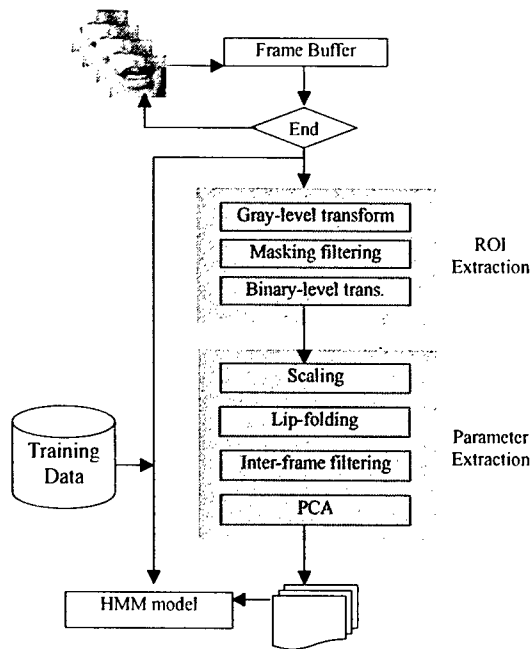 Frame Buffer
End
Gray-level transform
Masking filtering
Binary-level trans.
ROI
Extraction
Scaling
Lip-folding
Inter-frame filtering
PCA
Parameter
Extraction
Training
Data
HMM model